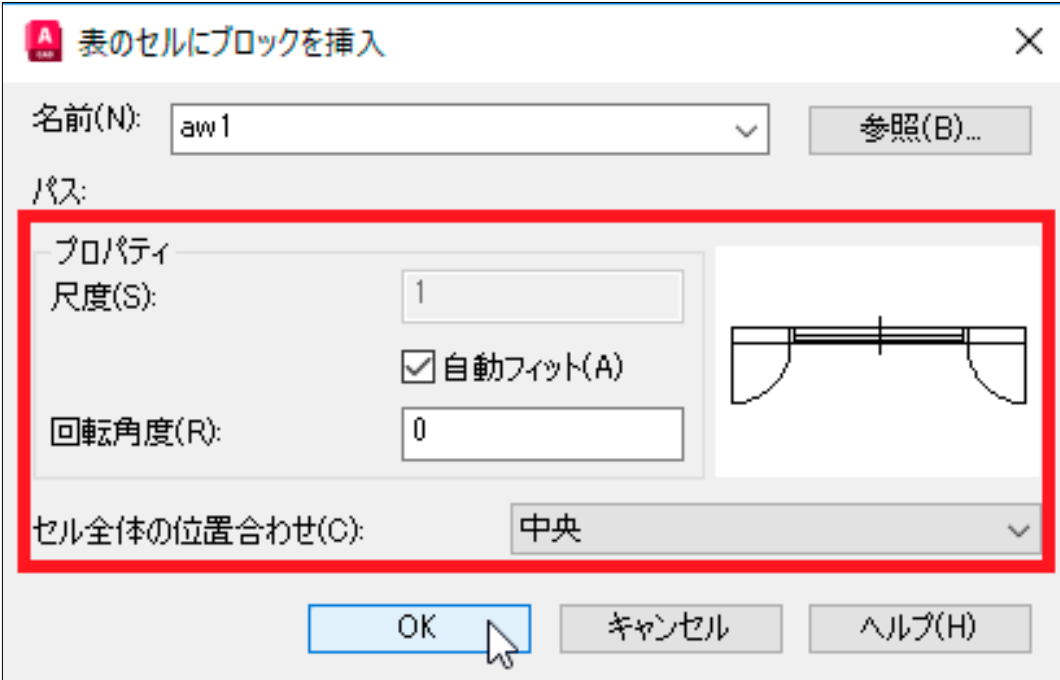 A
CAD
表のセルにブロックを挿入
名前(N):
aw1
参照(B)...
パス:
プロパティ
尺度(S):
1
自動フィット(A)
回転角度(R):
0
セル全体の位置合わせ(C):
中央
OK
キャンセル
ヘルプ(H)